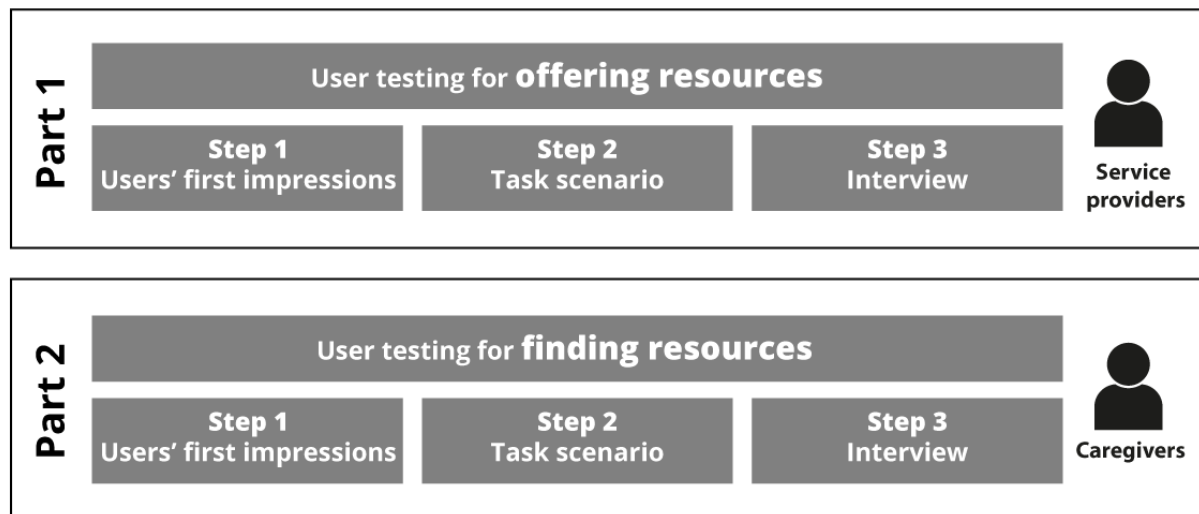 Part 1
User testing for offering resources
Step 1
Users' first impressions
Step 2
Task scenario
Step 3
Interview
Service
providers
Part 2
User testing for finding resources
Step 1
Users' first impressions
Step 2
Task scenario
Step 3
Interview
Caregivers